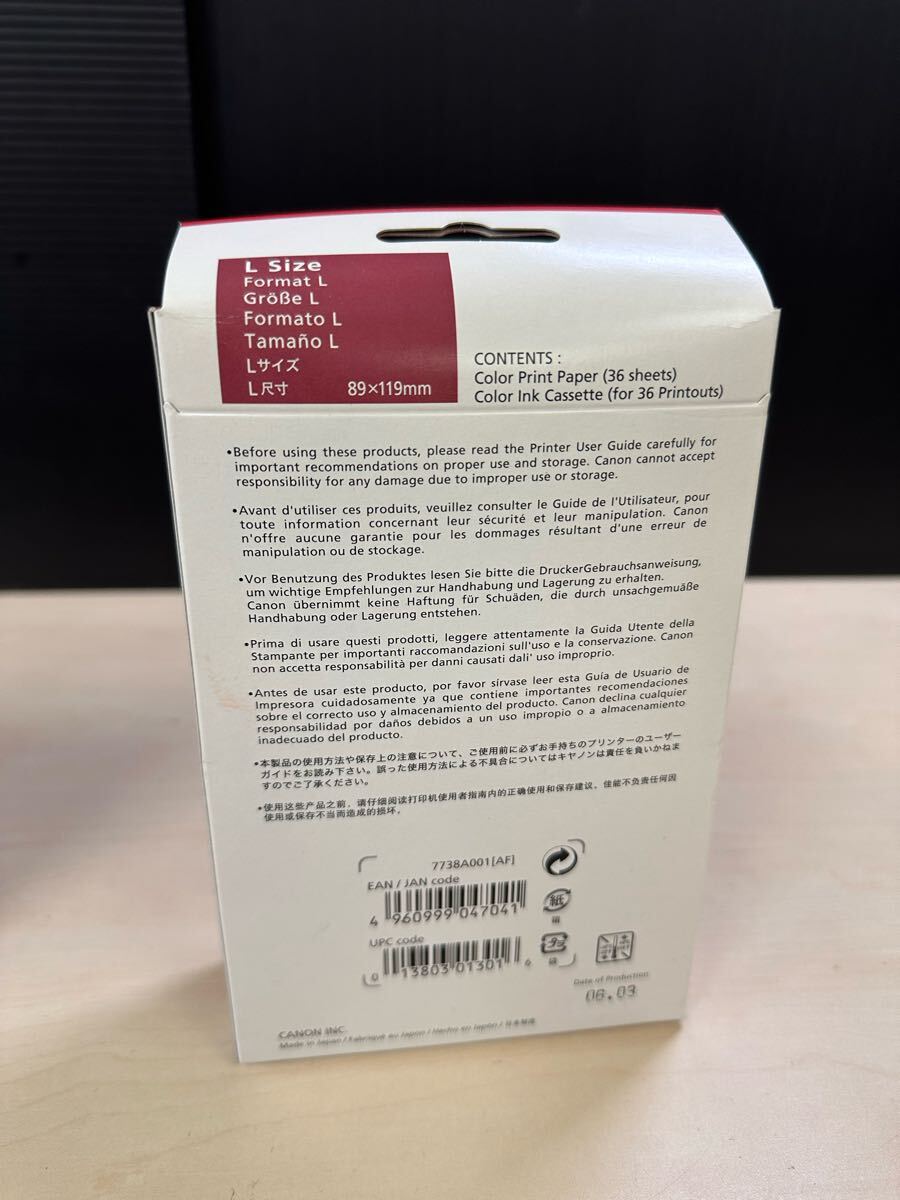 L Size
Format L
Größe L
Formato L
Tamaño L
Lサイズ
L尺寸 89×119mm
CONTENTS :
Color Print Paper (36 sheets)
Color Ink Cassette (for 36 Printouts)
•Before using these products, please read the Printer User Guide carefully for
important recommendations on proper use and storage. Canon cannot accept
responsibility for any damage due to improper use or storage.
•Avant d'utiliser ces produits, veuillez consulter le Guide de l'Utilisateur, pour
toute information concernant leur sécurité et leur manipulation. Canon
n'offre aucune garantie pour les dommages résultant d'une erreur de
manipulation ou de stockage.
•Vor Benutzung des Produktes lesen Sie bitte die DruckerGebrauchsanweisung,
um wichtige Empfehlungen zur Handhabung und Lagerung zu erhalten.
Canon übernimmt keine Haftung für Schuäden, die durch unsachgemuäße
Handhabung oder Lagerung entstehen.
•Prima di usare questi prodotti, leggere attentamente la Guida Utente della
Stampante per importanti raccomandazioni sull'uso e la conservazione. Canon
non accetta responsabilità per danni causati dali' uso improprio.
•Antes de usar este producto, por favor sírvase leer esta Guía de Usuario de
Impresora cuidadosamente ya que contiene importantes recomendaciones
sobre el correcto uso y almacenamiento del producto. Canon declina cualquier
responsabilidad por daños debidos a un uso impropio o a almacenamiento
inadecuado del producto.
•本製品の使用方法や保存上の注意について、ご使用前に必ずお手持ちのプリンターのユーザー
ガイドをお読み下さい。誤った使用方法による不具合についてはキヤノンは責任を負いかねま
すのでご了承ください。
•使用这些产品之前，请仔细阅读打印机使用者指南内的正确使用和保存建议。佳能不负责任何因
使用或保存不当而造成的损坏。
7738A001[AF]
EAN / JAN code
4 960999 047041
紙
箱
UPC code
0 13803 01301 6
袋
Date of Production
06.03
CANON INC.
Made in Japan / Fabriqué au Japon / Hecho en Japón / 日本制造